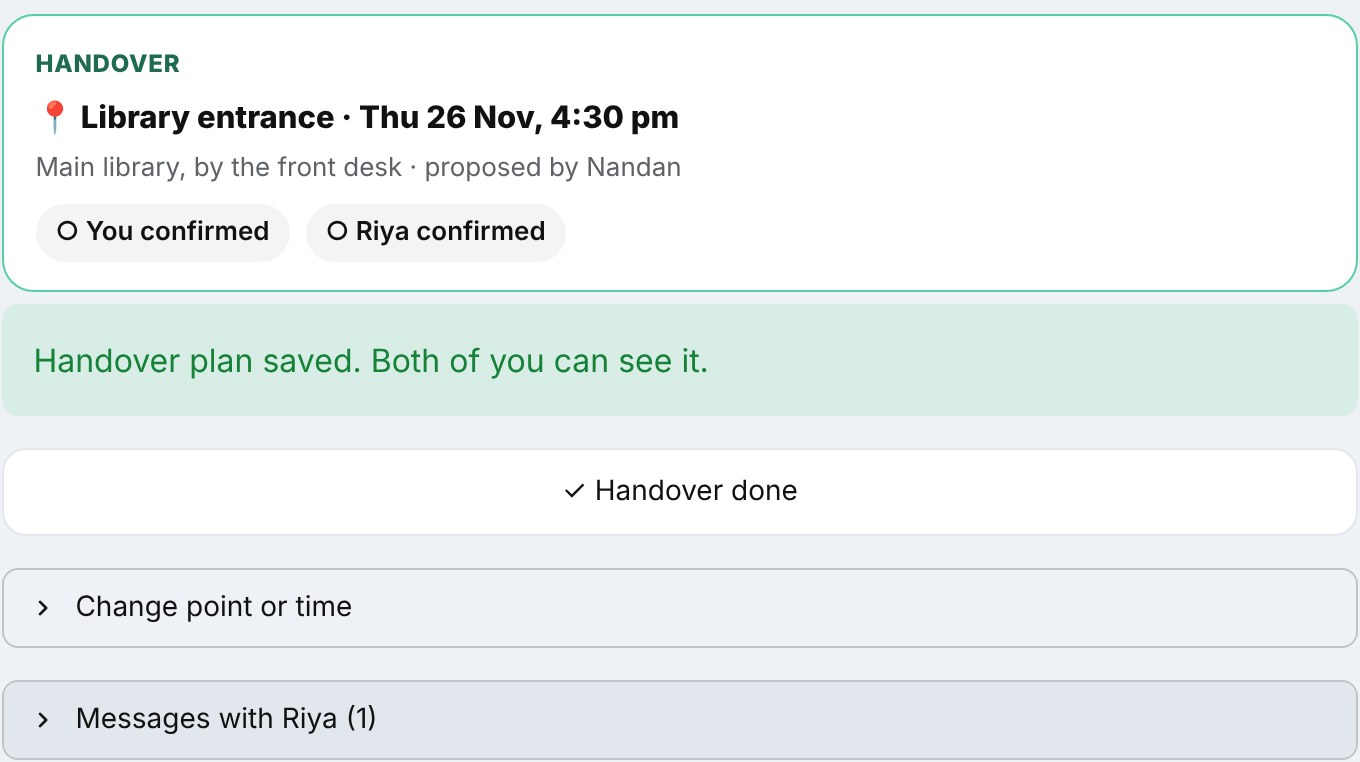 HANDOVER
📍 Library entrance · Thu 26 Nov, 4:30 pm
Main library, by the front desk · proposed by Nandan
○ You confirmed ○ Riya confirmed
Handover plan saved. Both of you can see it.
✓ Handover done
› Change point or time
› Messages with Riya (1)